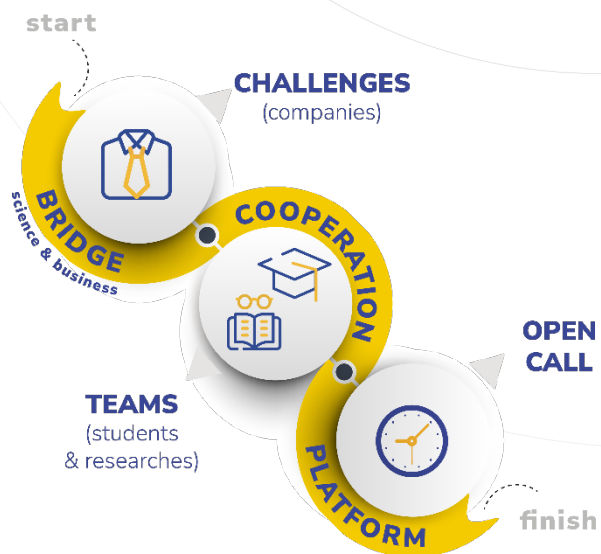 start
CHALLENGES
(companies)
BRIDGE
science & business
COOPERATION
OPEN
CALL
TEAMS
(students
& researches)
PLATFORM
finish